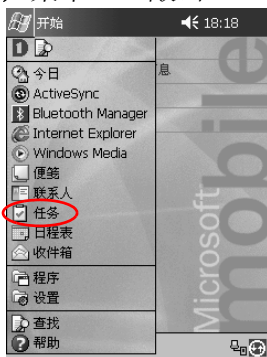 开始 18:18
息
今日
ActiveSync
Bluetooth Manager
Internet Explorer
Windows Media
便笺
联系人
任务
日程表
收件箱
程序
设置
查找
帮助
Microsoft
mobile